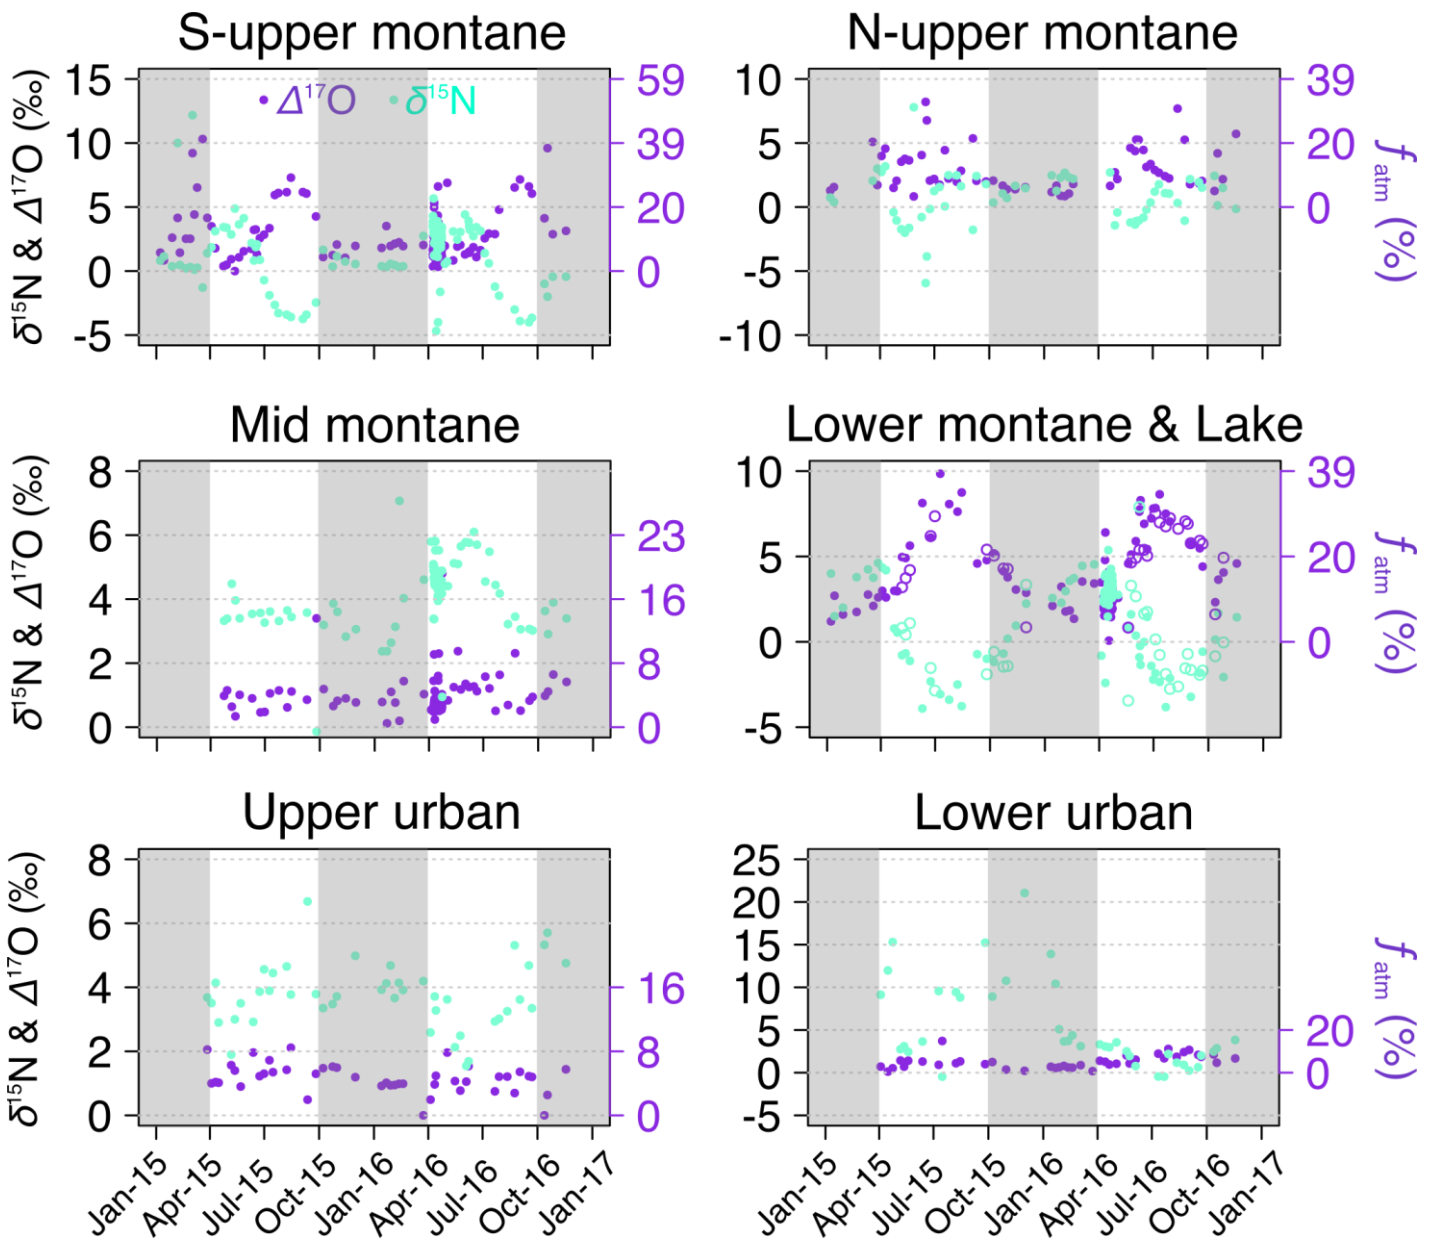 S-upper montane
N-upper montane
δ¹⁵N & Δ¹⁷O (‰)
15
10
5
0
-5
Δ¹⁷O
δ¹⁵N
59
39
20
0
10
5
0
-5
-10
39
20
0
f atm (%)
Mid montane
Lower montane & Lake
δ¹⁵N & Δ¹⁷O (‰)
8
6
4
2
0
23
16
8
0
10
5
0
-5
39
20
0
f atm (%)
Upper urban
Lower urban
δ¹⁵N & Δ¹⁷O (‰)
8
6
4
2
0
16
8
0
25
20
15
10
5
0
-5
20
0
f atm (%)
Jan-15
Apr-15
Jul-15
Oct-15
Jan-16
Apr-16
Jul-16
Oct-16
Jan-17
Jan-15
Apr-15
Jul-15
Oct-15
Jan-16
Apr-16
Jul-16
Oct-16
Jan-17